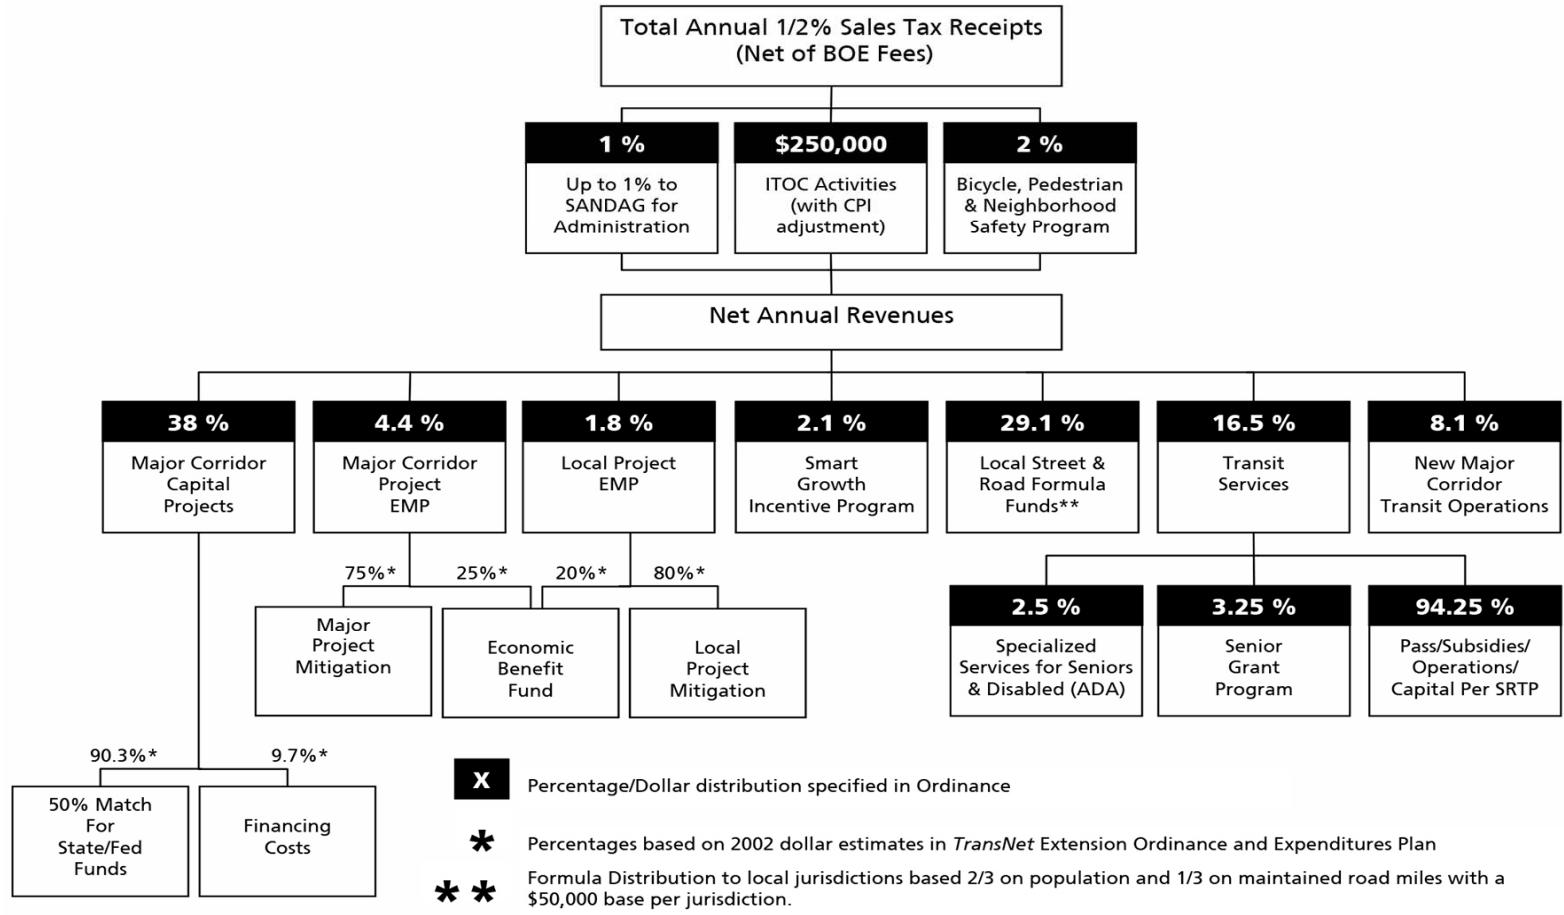 Total Annual 1/2% Sales Tax Receipts
(Net of BOE Fees)
1 %
Up to 1% to
SANDAG for
Administration
$250,000
ITOC Activities
(with CPI
adjustment)
2 %
Bicycle, Pedestrian
& Neighborhood
Safety Program
Net Annual Revenues
38 %
Major Corridor
Capital
Projects
4.4 %
Major Corridor
Project
EMP
1.8 %
Local Project
EMP
2.1 %
Smart
Growth
Incentive Program
29.1 %
Local Street &
Road Formula
Funds**
16.5 %
Transit
Services
8.1 %
New Major
Corridor
Transit Operations
75%*
25%*
20%*
80%*
Major
Project
Mitigation
Economic
Benefit
Fund
Local
Project
Mitigation
2.5 %
Specialized
Services for Seniors
& Disabled (ADA)
3.25 %
Senior
Grant
Program
94.25 %
Pass/Subsidies/
Operations/
Capital Per SRTP
90.3%*
9.7%*
50% Match
For
State/Fed
Funds
Financing
Costs
X Percentage/Dollar distribution specified in Ordinance
* Percentages based on 2002 dollar estimates in TransNet Extension Ordinance and Expenditures Plan
** Formula Distribution to local jurisdictions based 2/3 on population and 1/3 on maintained road miles with a
$50,000 base per jurisdiction.